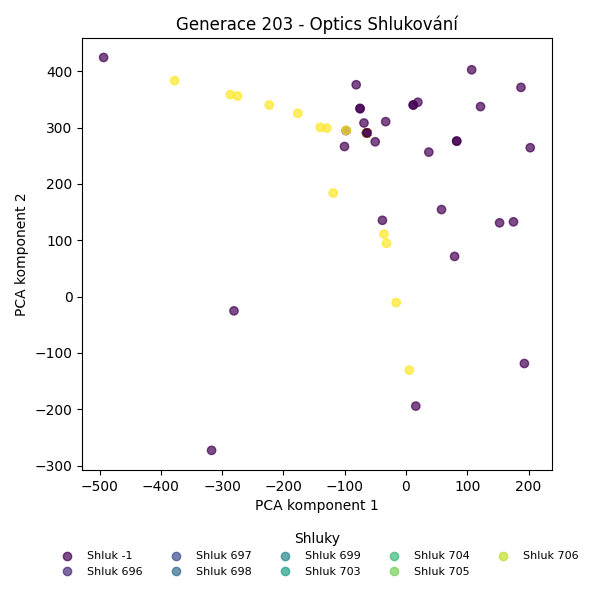 Generace 203 - Optics Shlukování
400
300
200
100
0
−100
−200
−300
PCA komponent 2
−500 −400 −300 −200 −100 0 100 200
PCA komponent 1
Shluky
Shluk -1 Shluk 697 Shluk 699 Shluk 704 Shluk 706
Shluk 696 Shluk 698 Shluk 703 Shluk 705